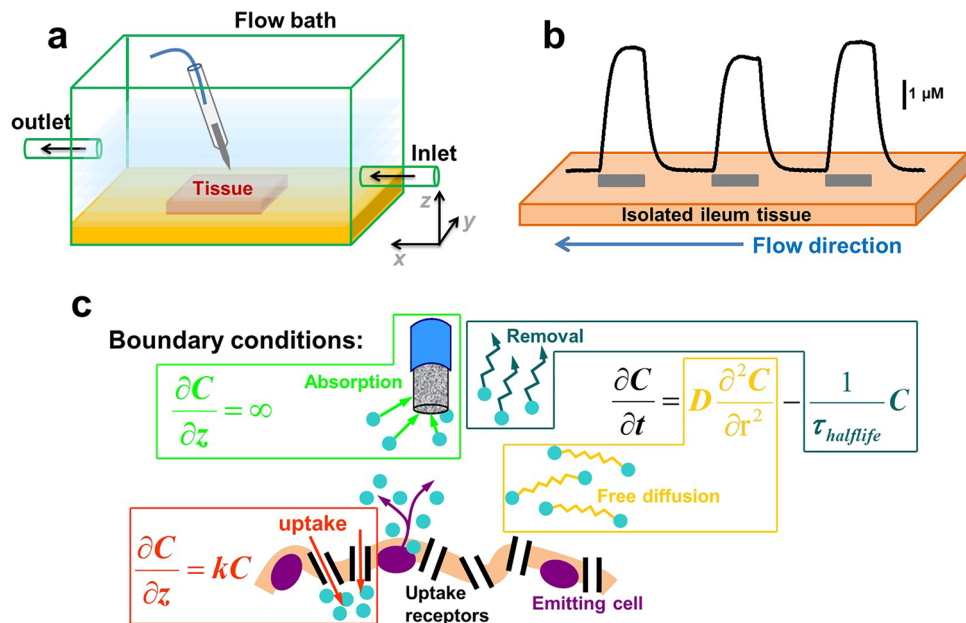 a
Flow bath
outlet
Inlet
Tissue
z
y
x
b
1 μM
Isolated ileum tissue
Flow direction
c
Boundary conditions:
Absorption
∂C/∂z = ∞
Removal
∂C/∂t = D ∂²C/∂r² − 1/τhalflife C
Free diffusion
uptake
∂C/∂z = kC
Uptake
receptors
Emitting cell